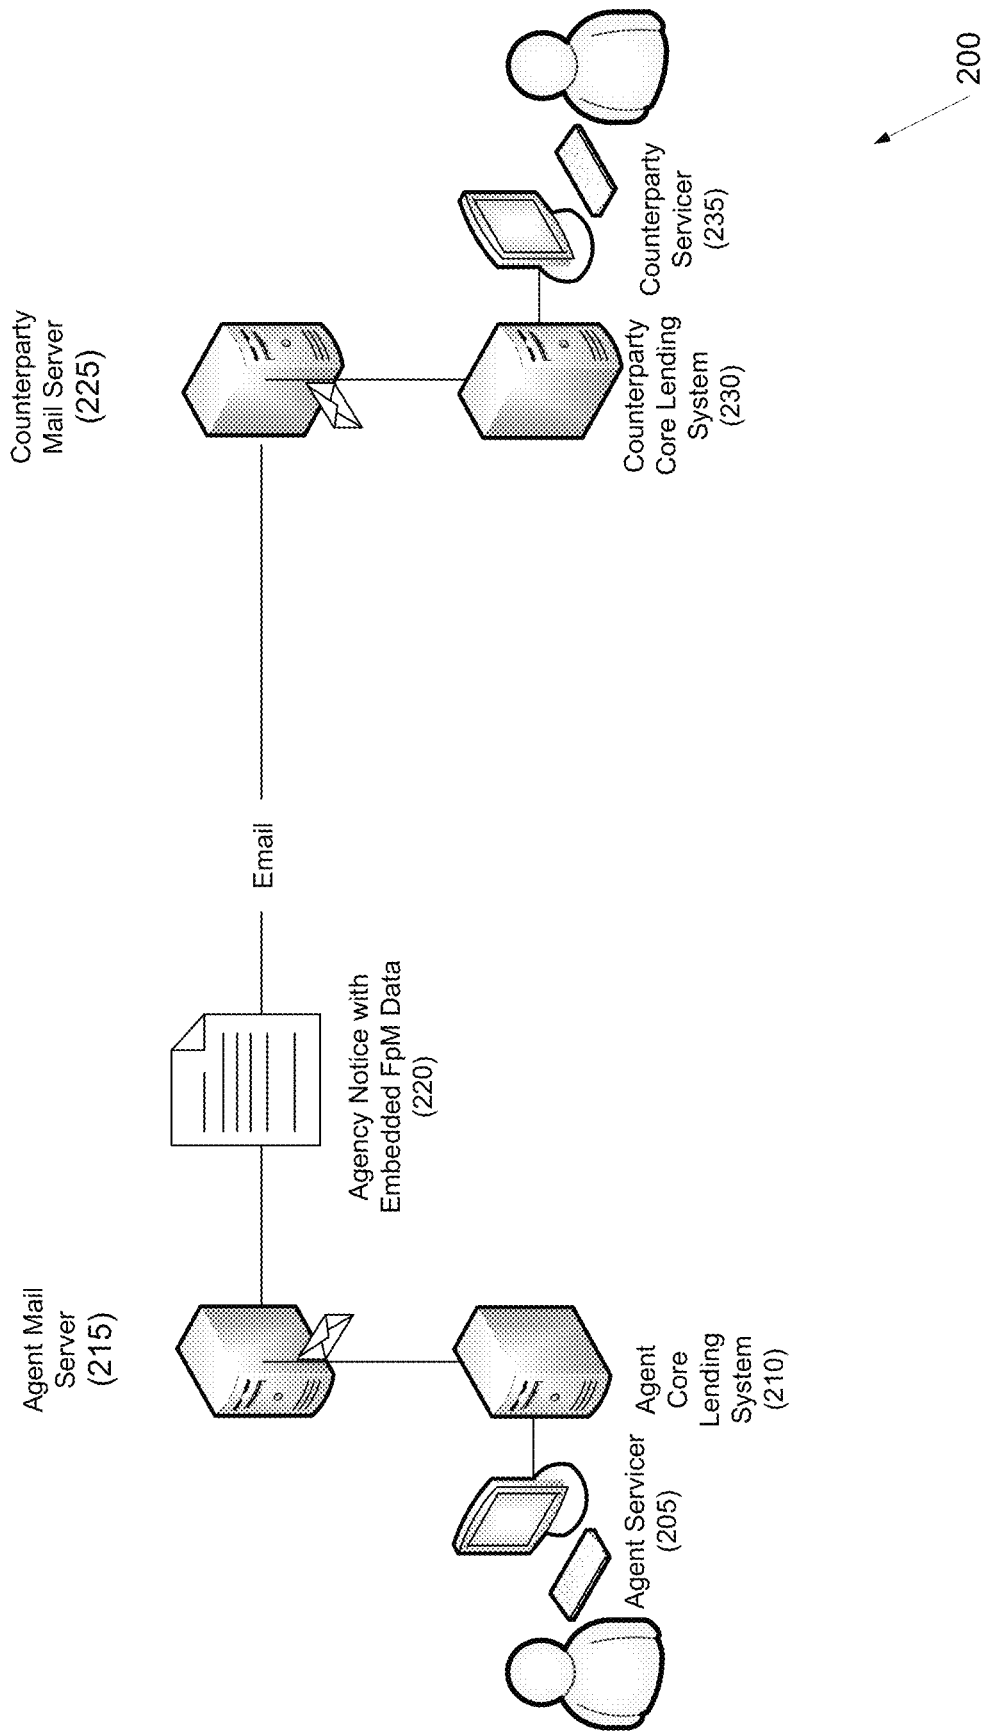 Agent Mail
Server
(215)
Counterparty
Mail Server
(225)
Email
Agency Notice with
Embedded FpM Data
(220)
Agent Servicer
(205)
Agent
Core
Lending
System
(210)
Counterparty
Core Lending
System
(230)
Counterparty
Servicer
(235)
200